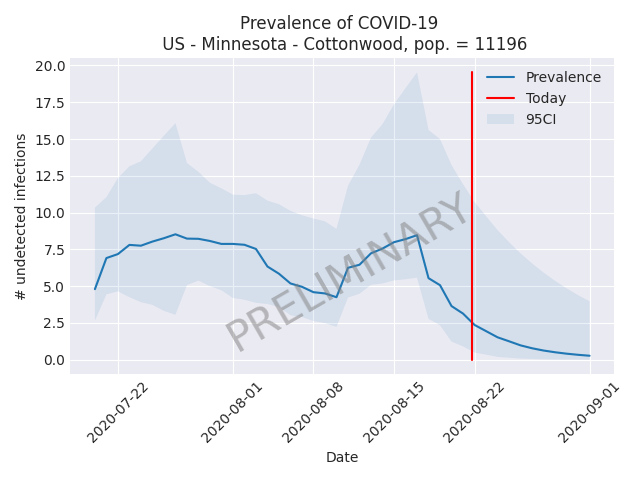 Prevalence of COVID-19
US - Minnesota - Cottonwood, pop. = 11196
20.0
17.5
15.0
12.5
10.0
7.5
5.0
2.5
0.0
# undetected infections
Prevalence
Today
95CI
PRELIMINARY
2020-07-22
2020-08-01
2020-08-08
2020-08-15
2020-08-22
2020-09-01
Date